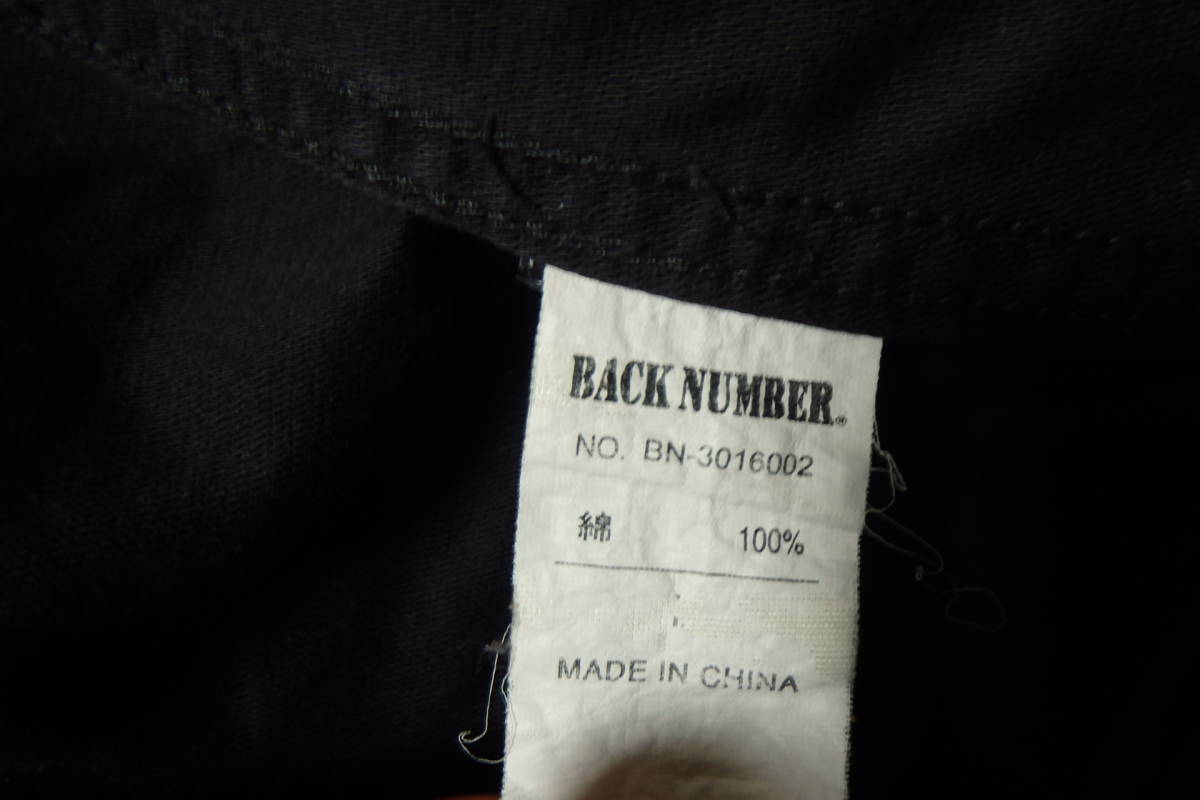 BACK NUMBER®
NO. BN-3016002
綿 100%
MADE IN CHINA